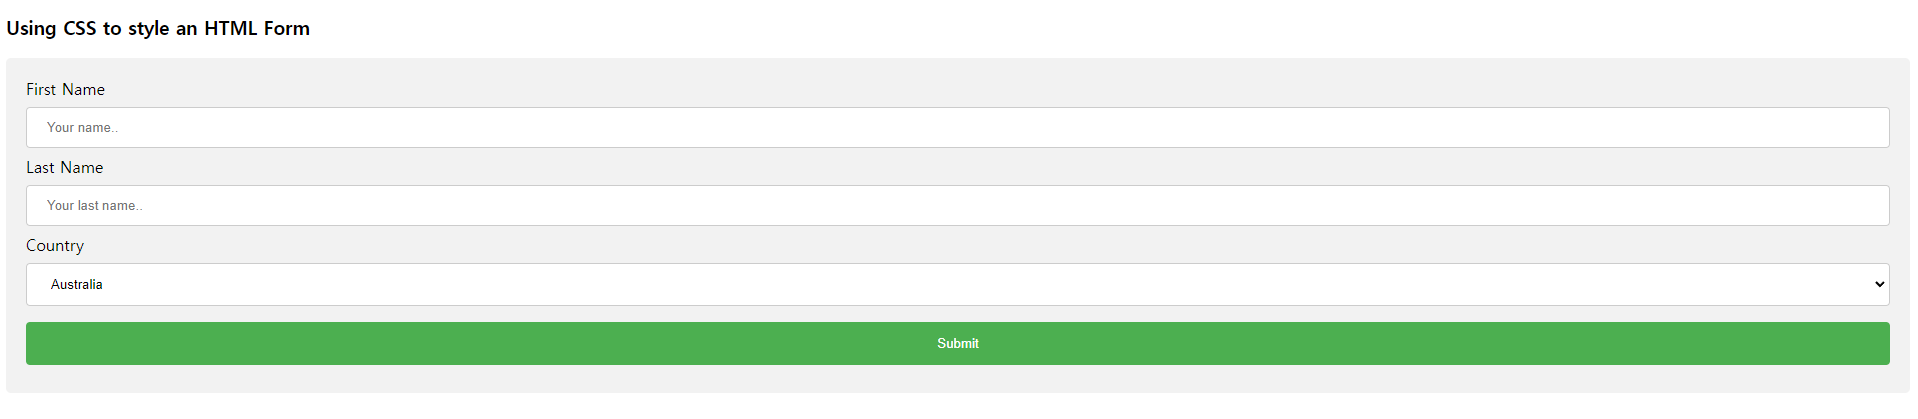 Using CSS to style an HTML Form
First Name
Your name..
Last Name
Your last name..
Country
Australia
Submit